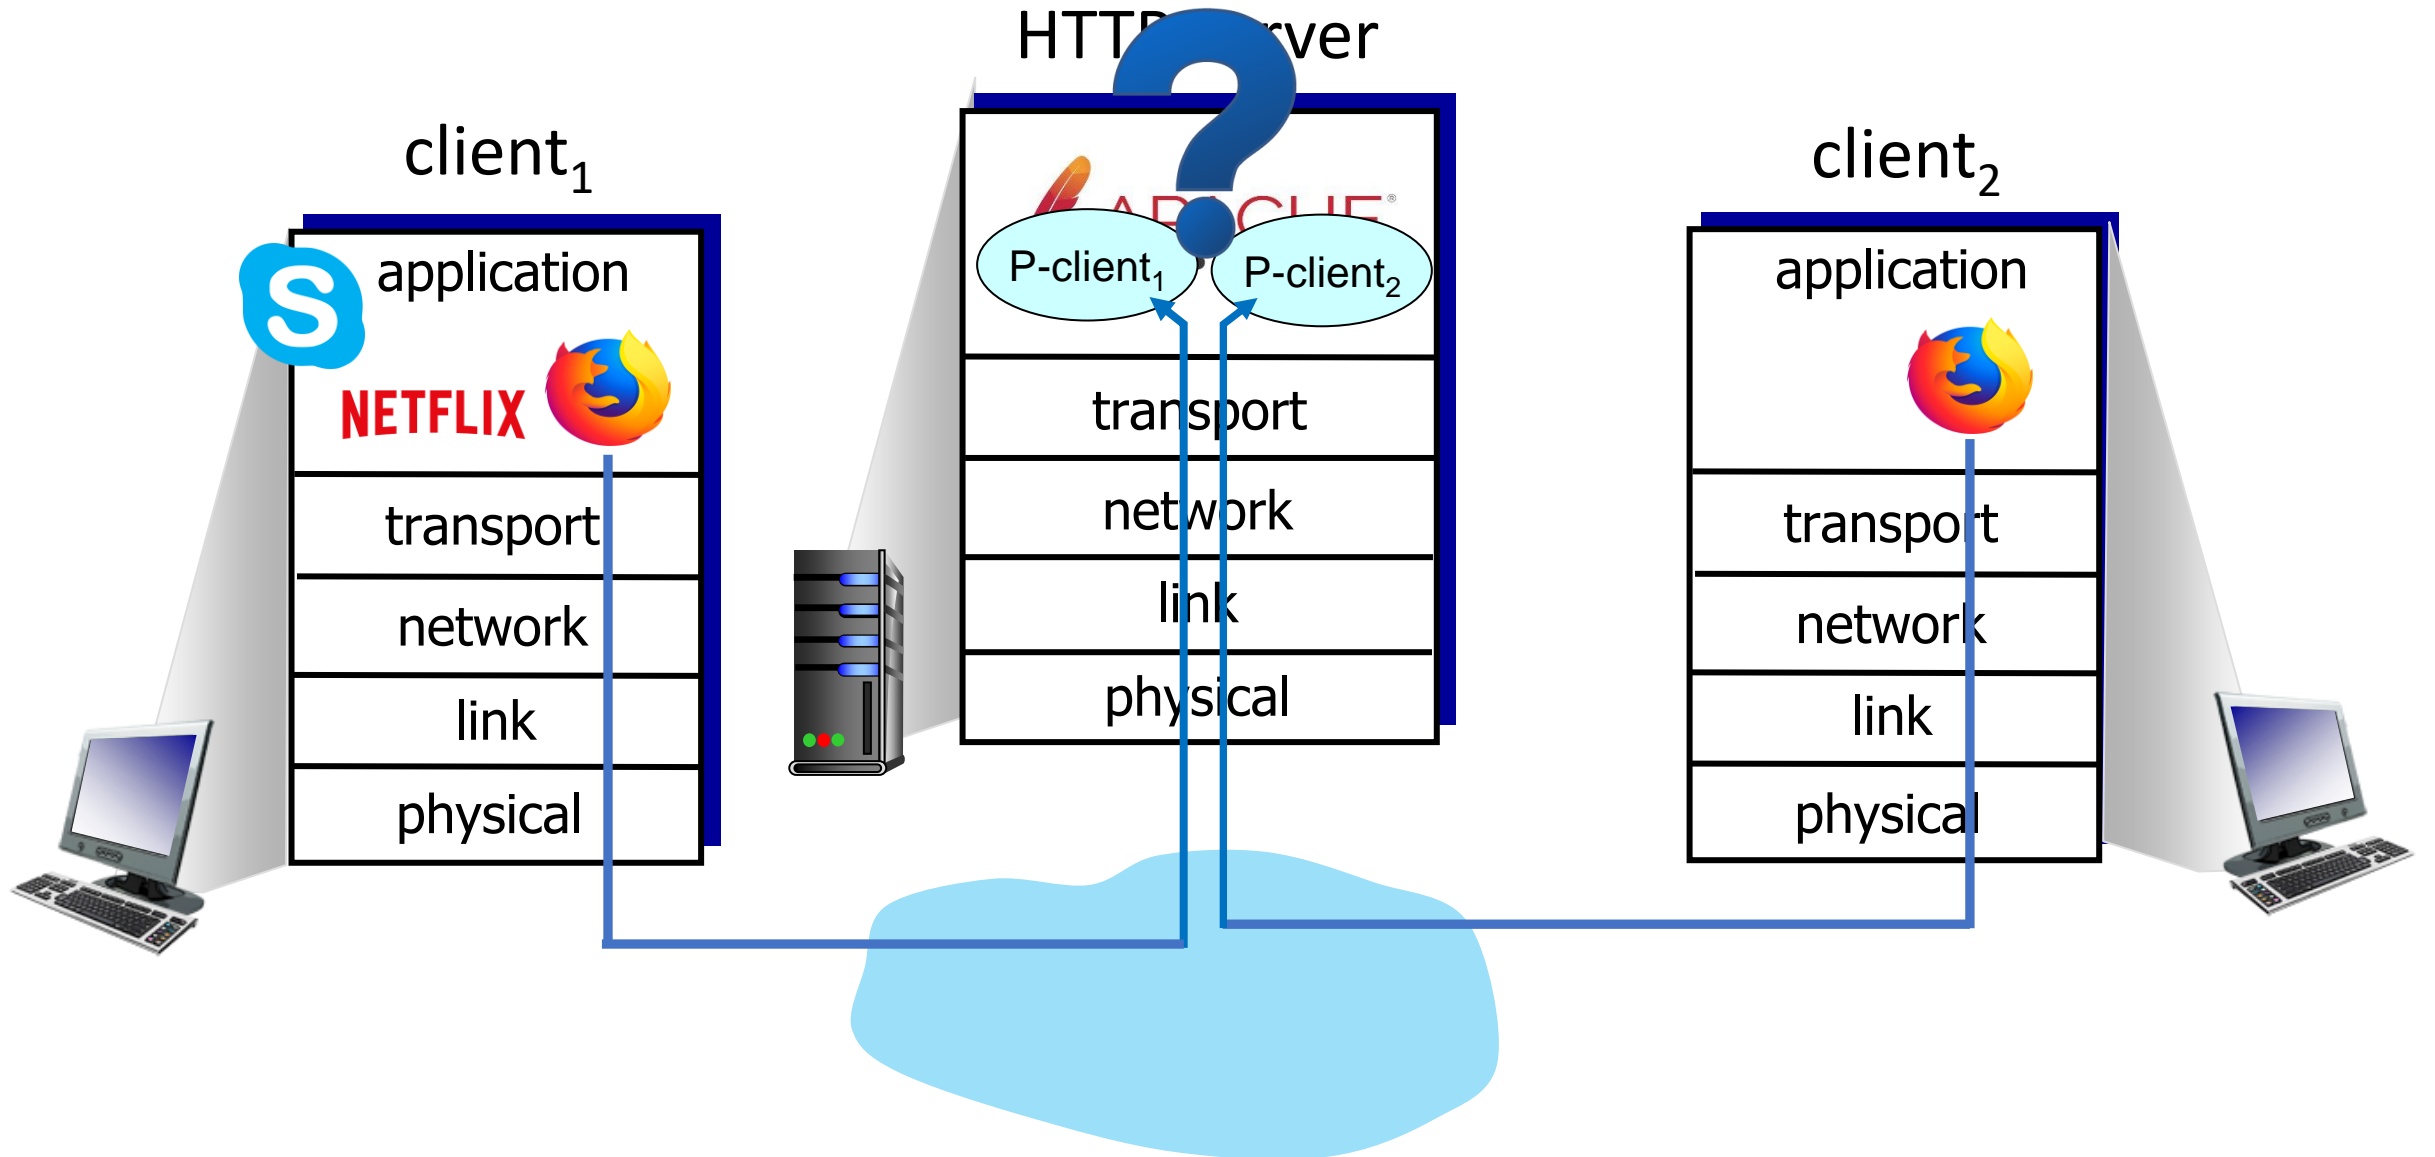 client₁
application
S
NETFLIX
transport
network
link
physical
HTTP server
APACHE®
P-client₁
P-client₂
transport
network
link
physical
client₂
application
transport
network
link
physical